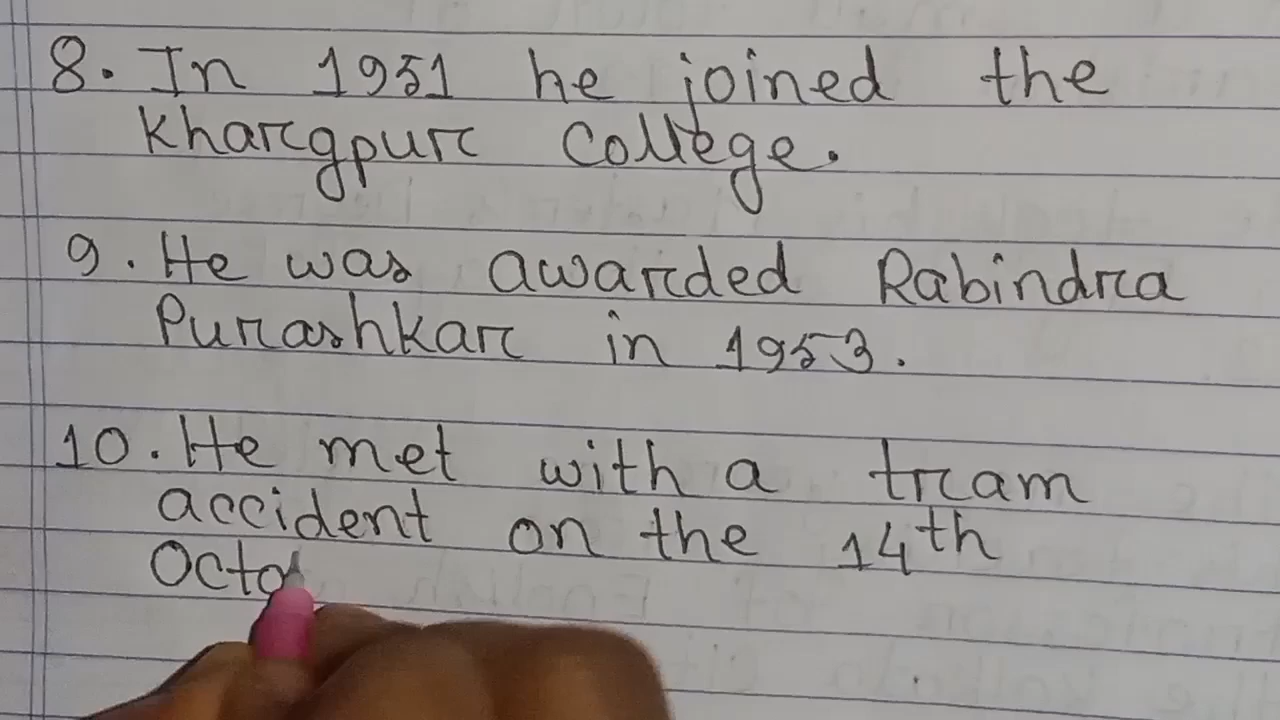 8. In 1951 he joined the
Khargpur College.
9. He was awarded Rabindra
Purashkar in 1953.
10. He met with a tram
accident on the 14th
Octo